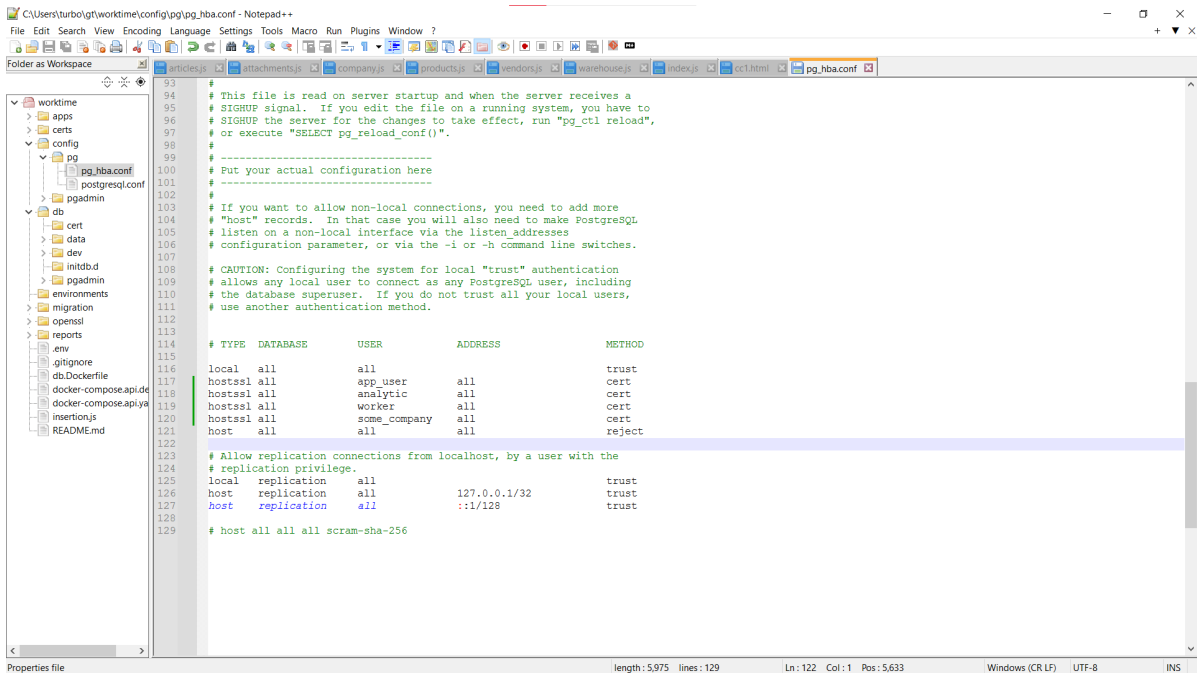 C:\Users\turbo\gt\worktime\config\pg\pg_hba.conf - Notepad++
File Edit Search View Encoding Language Settings Tools Macro Run Plugins Window ?
Folder as Workspace
articles.js attachments.js company.js products.js vendors.js warehouse.js index.js cc1.html pg_hba.conf
worktime
apps
certs
config
pg
pg_hba.conf
postgresql.conf
pgadmin
db
cert
data
dev
initdb.d
pgadmin
environments
migration
openssl
reports
.env
.gitignore
db.Dockerfile
docker-compose.api.de
docker-compose.api.ya
insertion.js
README.md
93 #
94 # This file is read on server startup and when the server receives a
95 # SIGHUP signal.  If you edit the file on a running system, you have to
96 # SIGHUP the server for the changes to take effect, run "pg_ctl reload",
97 # or execute "SELECT pg_reload_conf()".
98 #
99 # ----------------------------------
100 # Put your actual configuration here
101 # ----------------------------------
102 #
103 # If you want to allow non-local connections, you need to add more
104 # "host" records.  In that case you will also need to make PostgreSQL
105 # listen on a non-local interface via the listen_addresses
106 # configuration parameter, or via the -i or -h command line switches.
107
108 # CAUTION: Configuring the system for local "trust" authentication
109 # allows any local user to connect as any PostgreSQL user, including
110 # the database superuser.  If you do not trust all your local users,
111 # use another authentication method.
112
113
114 # TYPE  DATABASE        USER            ADDRESS                 METHOD
115
116 local   all             all                                     trust
117 hostssl all             app_user        all                     cert
118 hostssl all             analytic        all                     cert
119 hostssl all             worker          all                     cert
120 hostssl all             some_company    all                     cert
121 host    all             all             all                     reject
122
123 # Allow replication connections from localhost, by a user with the
124 # replication privilege.
125 local   replication     all                                     trust
126 host    replication     all             127.0.0.1/32            trust
127 host    replication     all             ::1/128                 trust
128
129 # host all all all scram-sha-256
Properties file length : 5,975 lines : 129 Ln : 122 Col : 1 Pos : 5,633 Windows (CR LF) UTF-8 INS